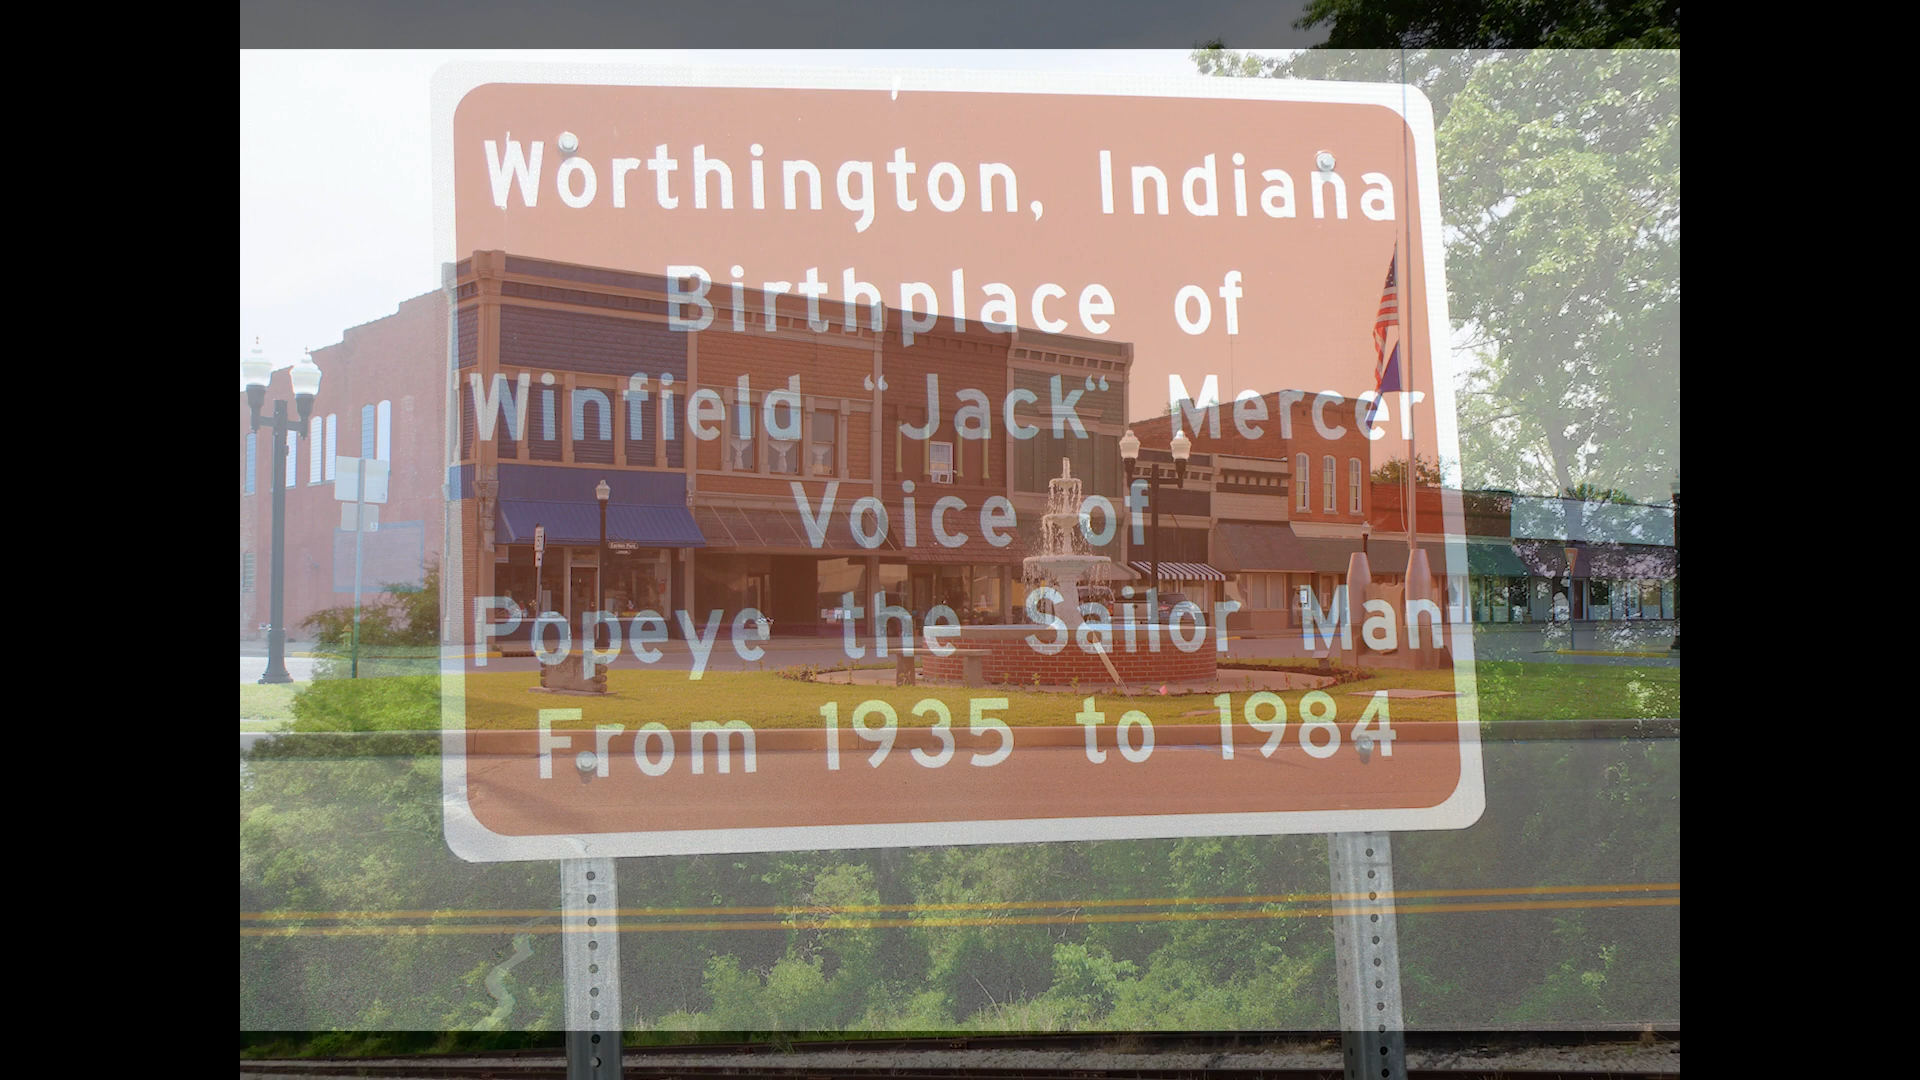 Worthington, Indiana
Birthplace of
Winfield “Jack“ Mercer
Voice of
Popeye the Sailor Man
From 1935 to 1984